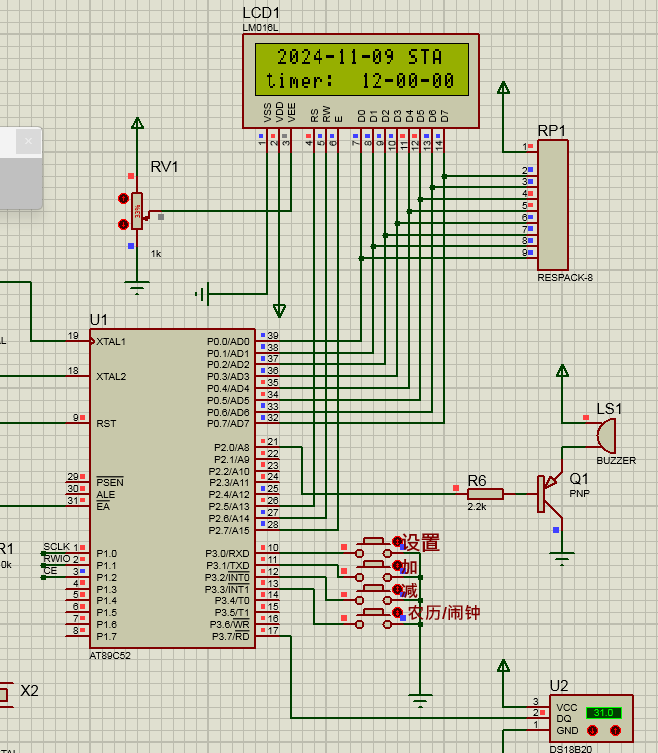 LCD1
LM016L
2024-11-09 STA
timer: 12-00-00
VSS
VDD
VEE
RS
RW
E
D0
D1
D2
D3
D4
D5
D6
D7
1
2
3
4
5
6
7
8
9
10
11
12
13
14
RP1
1
2
3
4
5
6
7
8
9
RESPACK-8
RV1
33%
1k
U1
19 XTAL1 P0.0/AD0 39
P0.1/AD1 38
P0.2/AD2 37
18 XTAL2 P0.3/AD3 36
P0.4/AD4 35
P0.5/AD5 34
P0.6/AD6 33
9 RST P0.7/AD7 32
P2.0/A8 21
P2.1/A9 22
P2.2/A10 23
29 PSEN P2.3/A11 24
30 ALE P2.4/A12 25
31 EA P2.5/A13 26
P2.6/A14 27
P2.7/A15 28
SCLK 1 P1.0 P3.0/RXD 10
RWIO 2 P1.1 P3.1/TXD 11
CE 3 P1.2 P3.2/INT0 12
4 P1.3 P3.3/INT1 13
5 P1.4 P3.4/T0 14
6 P1.5 P3.5/T1 15
7 P1.6 P3.6/WR 16
8 P1.7 P3.7/RD 17
AT89C52
R1
0k
X2
LS1
BUZZER
R6
2.2k
Q1
PNP
设置
加
减
农历/闹钟
U2
3 VCC
2 DQ
1 GND
31.0
DS18B20